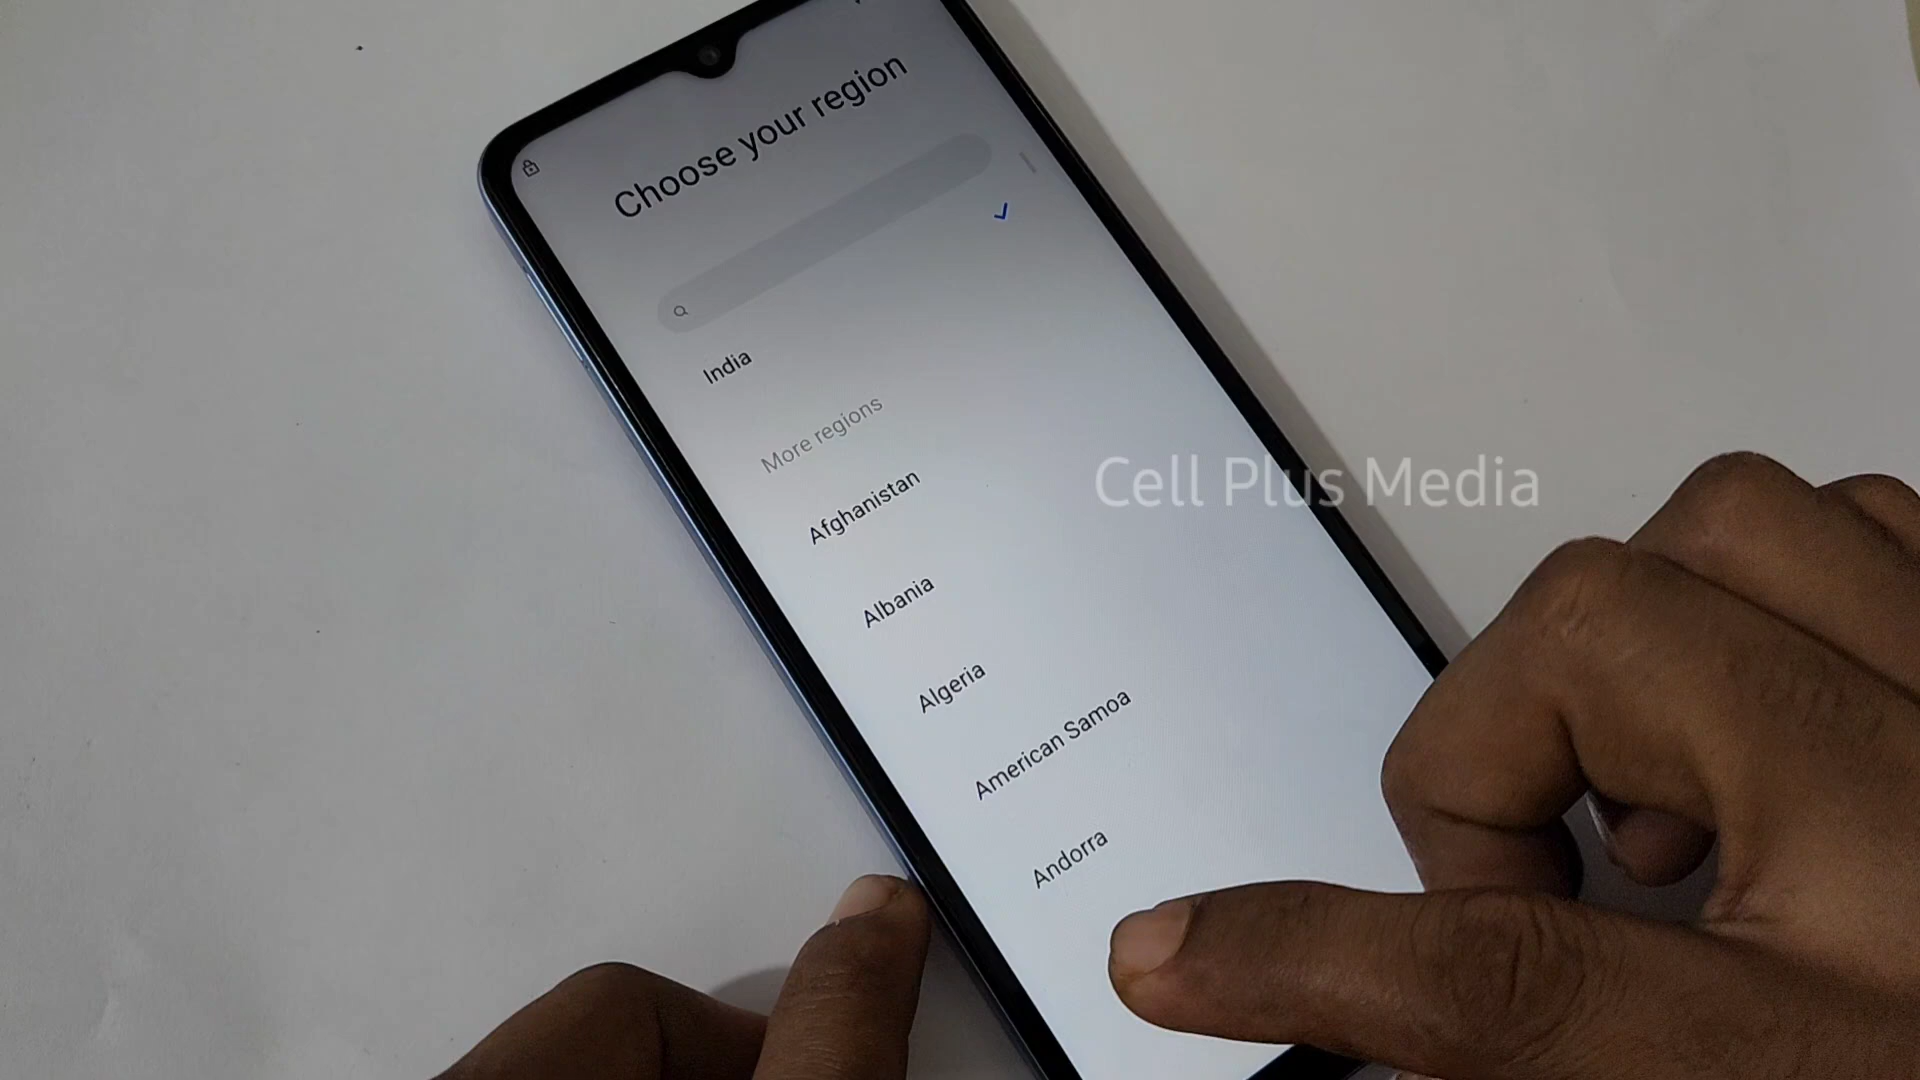 Choose your region
India
More regions
Afghanistan
Albania
Algeria
American Samoa
Andorra
Cell Plus Media